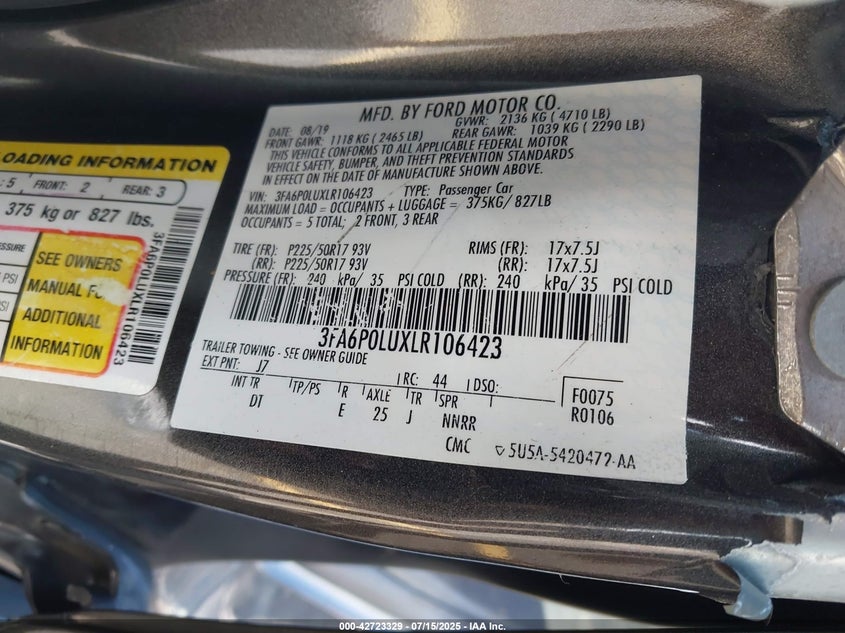 LOADING INFORMATION
: 5 FRONT: 2 REAR: 3
375 kg or 827 lbs.
SEE OWNERS
MANUAL FOR
ADDITIONAL
INFORMATION
PSI
PSI
3FA6P0LUXLR106423
MFD. BY FORD MOTOR CO.
DATE: 08/19 GVWR: 2136 KG (4710 LB)
FRONT GAWR: 1118 KG (2465 LB) REAR GAWR: 1039 KG (2290 LB)
THIS VEHICLE CONFORMS TO ALL APPLICABLE FEDERAL MOTOR
VEHICLE SAFETY, BUMPER, AND THEFT PREVENTION STANDARDS
IN EFFECT ON THE DATE OF MANUFACTURE SHOWN ABOVE.
VIN: 3FA6P0LUXLR106423 TYPE: Passenger Car
MAXIMUM LOAD = OCCUPANTS + LUGGAGE = 375KG/ 827LB
OCCUPANTS = 5 TOTAL: 2 FRONT, 3 REAR
TIRE (FR): P225/50R17 93V RIMS (FR): 17x7.5J
(RR): P225/50R17 93V (RR): 17x7.5J
PRESSURE (FR): 240 kPa/ 35 PSI COLD (RR): 240 kPa/ 35 PSI COLD
3FA6P0LUXLR106423
TRAILER TOWING - SEE OWNER GUIDE
EXT PNT: J7 RC: 44 DSO: F0075
INT TR TP/PS R AXLE TR SPR R0106
DT E 25 J NNRR
CMC 5U5A-5420472-AA
000-42723329 / 07/15/2025 - IAA Inc.